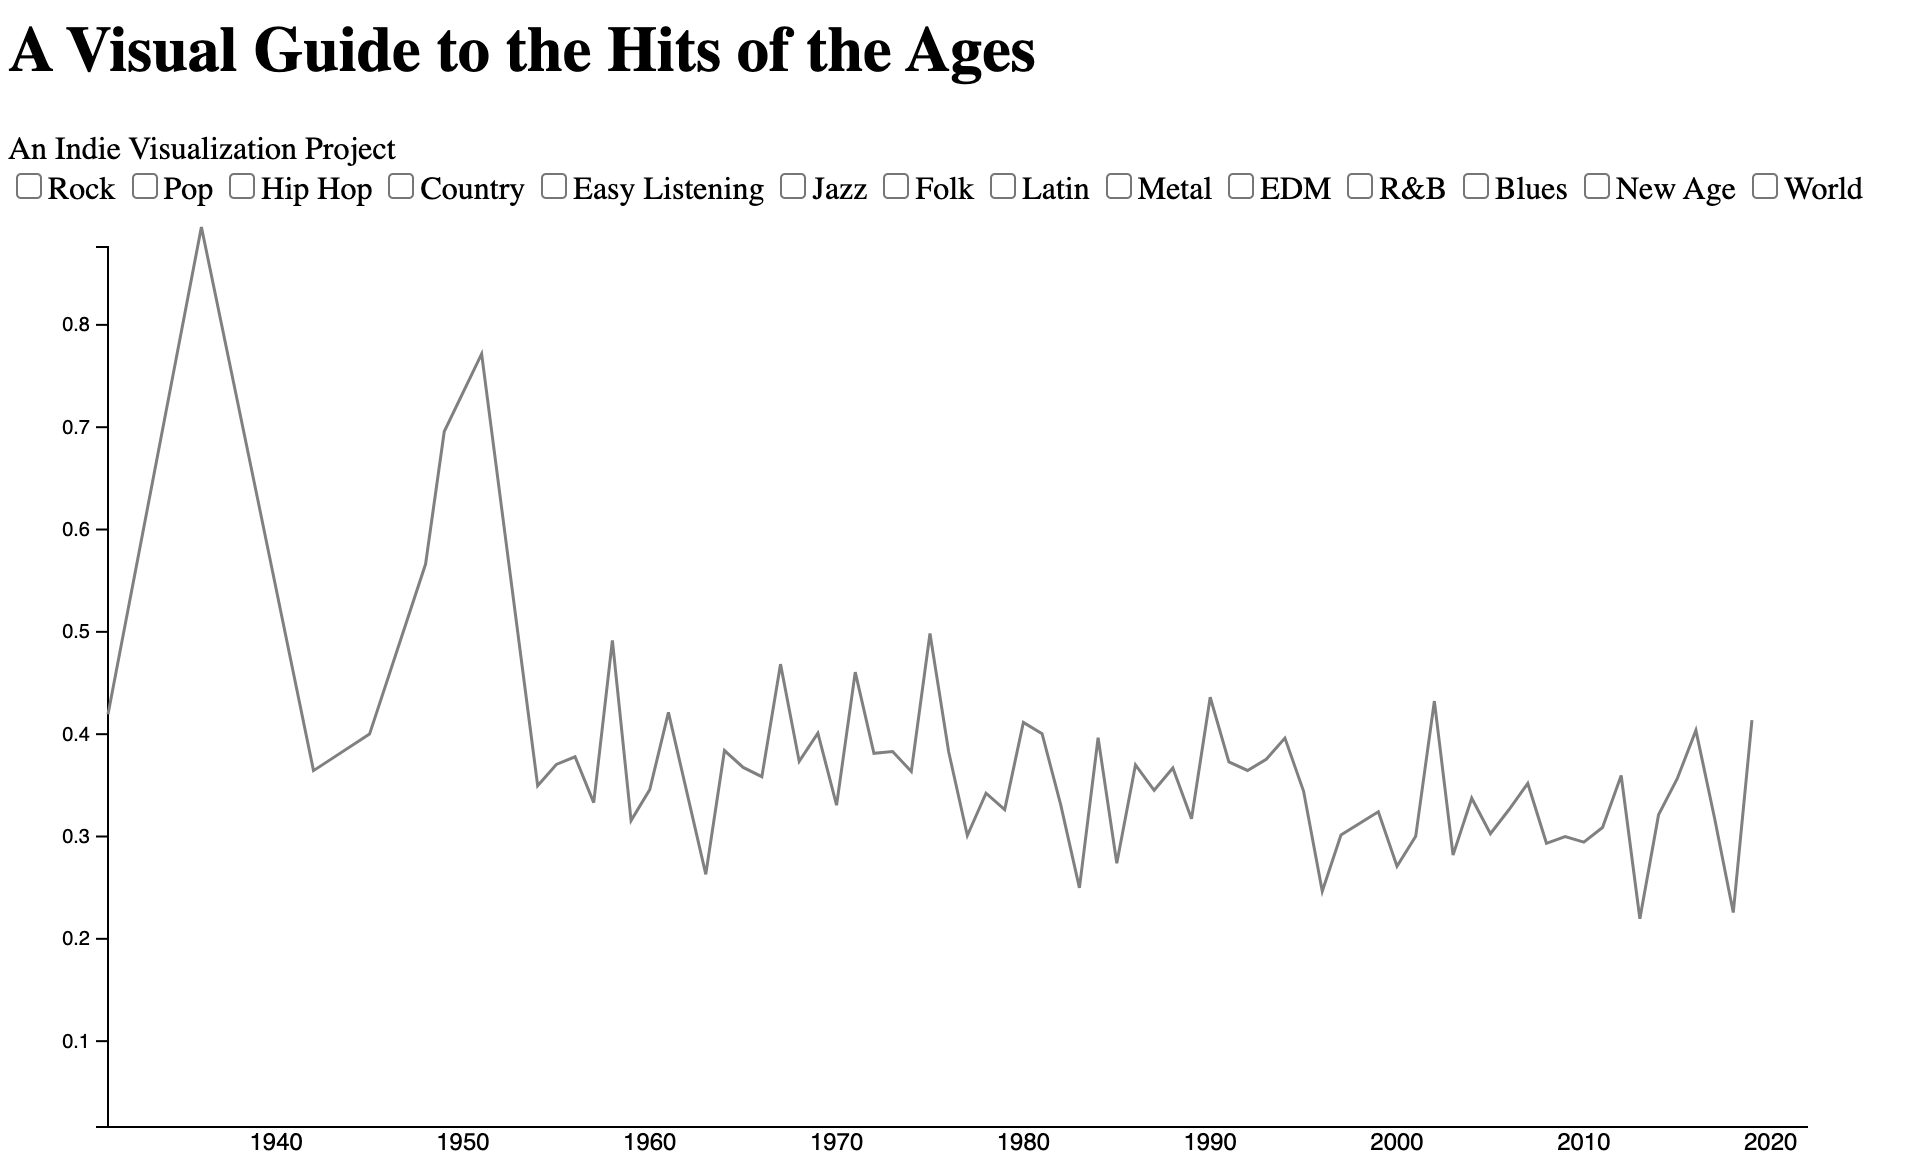 A Visual Guide to the Hits of the Ages
An Indie Visualization Project
Rock Pop Hip Hop Country Easy Listening Jazz Folk Latin Metal EDM R&B Blues New Age World
0.8
0.7
0.6
0.5
0.4
0.3
0.2
0.1
1940 1950 1960 1970 1980 1990 2000 2010 2020